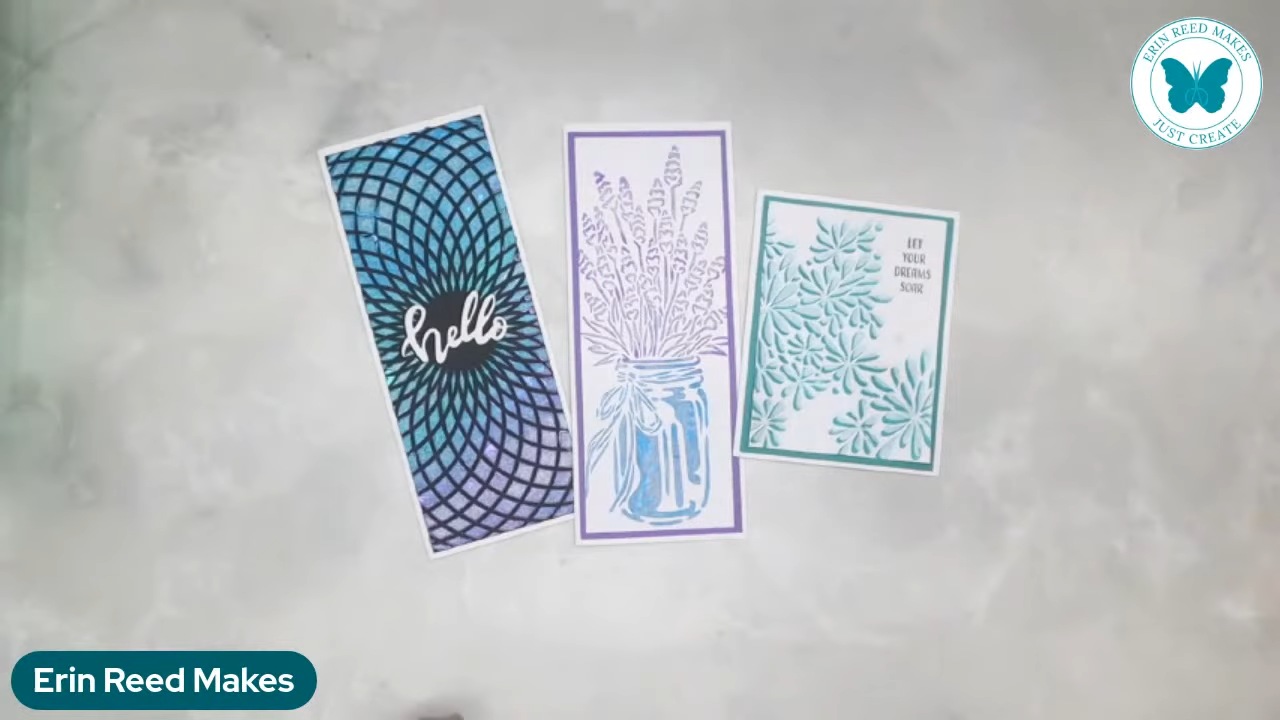 ERIN REED MAKES
JUST CREATE
hello
LET
YOUR
DREAMS
SOAR
Erin Reed Makes